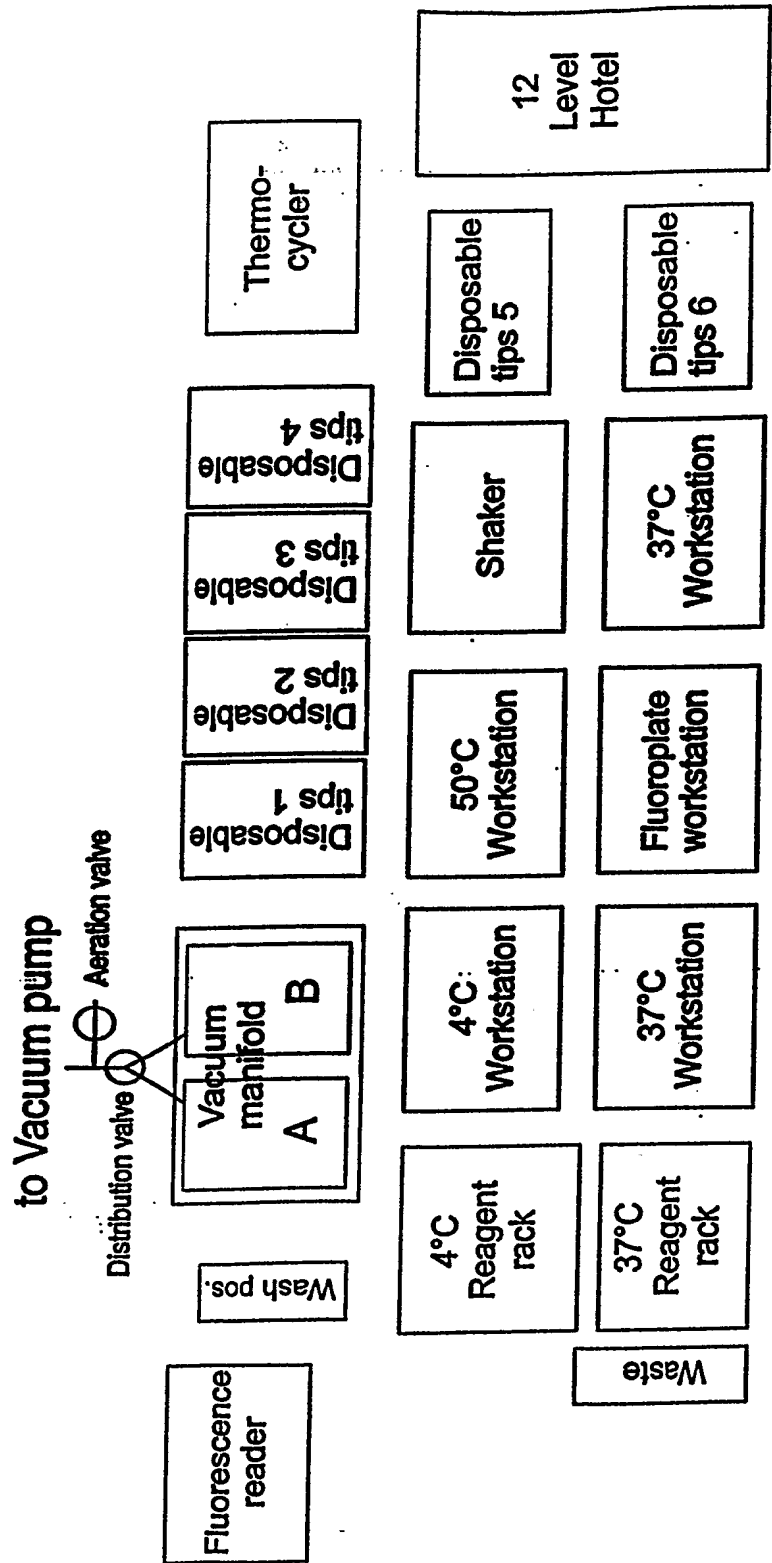 to Vacuum pump
Distribution valve
Aeration valve
Fluorescence
reader
Wash pos.
Vacuum
manifold
A
B
Disposable
tips 1
Disposable
tips 2
Disposable
tips 3
Disposable
tips 4
Thermo-
cycler
4°C
Reagent
rack
4°C
Workstation
50°C
Workstation
Shaker
Disposable
tips 5
12
Level
Hotel
Waste
37°C
Reagent
rack
37°C
Workstation
Fluoroplate
workstation
37°C
Workstation
Disposable
tips 6